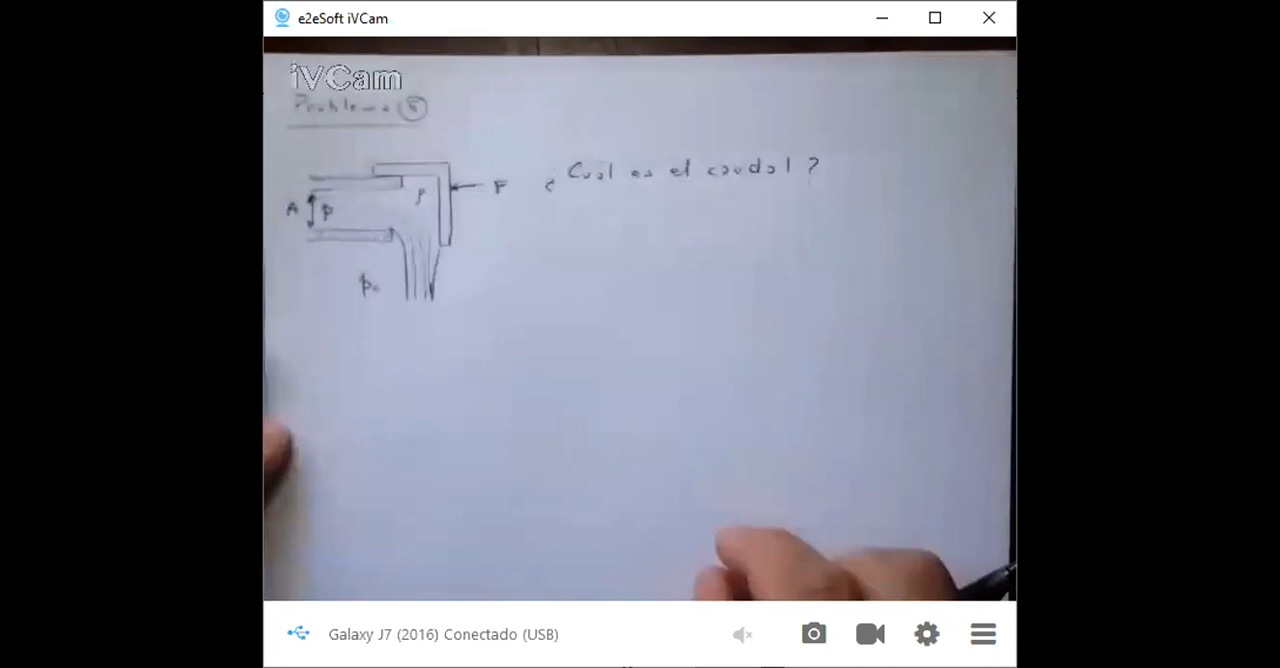 e2eSoft iVCam
iVCam
Problema 5
¿Cual es el caudal?
A
p
ρ
F
p₀
Galaxy J7 (2016) Conectado (USB)